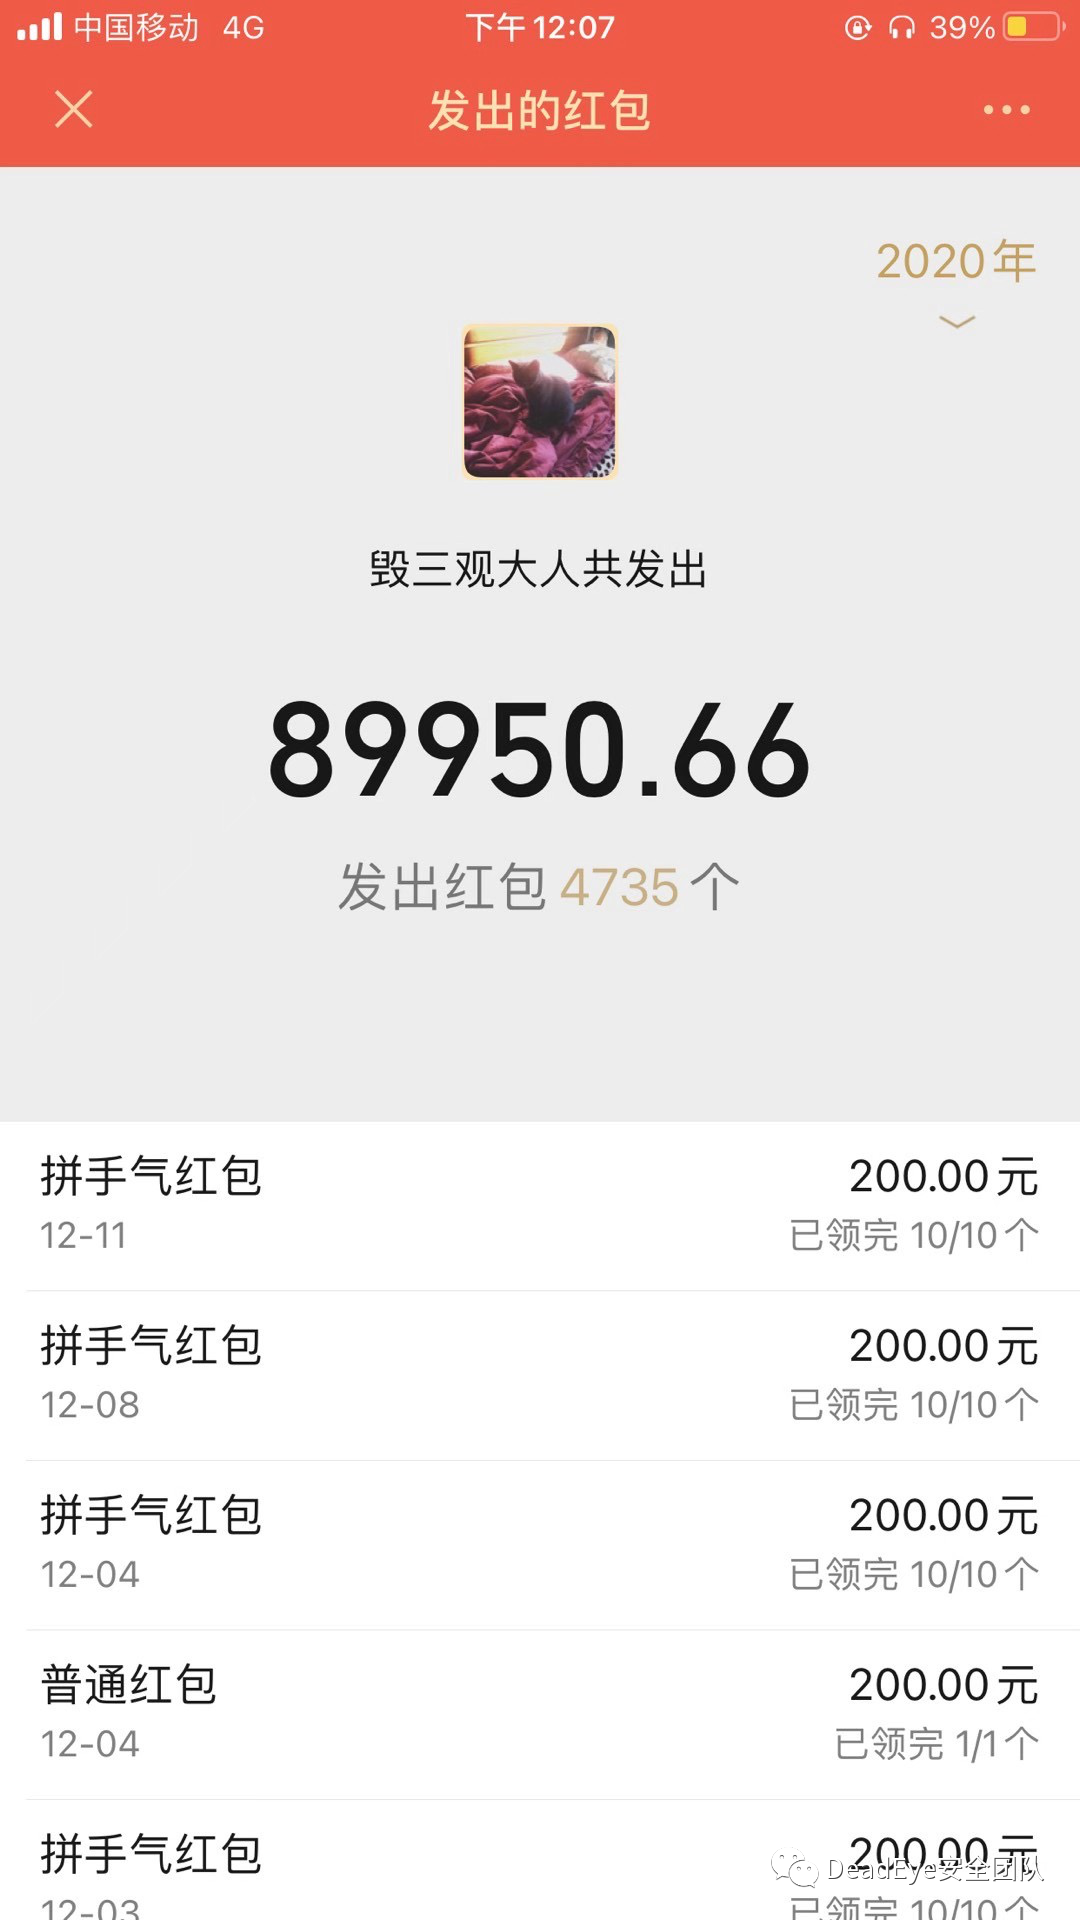 中国移动 4G 下午12:07 39%
发出的红包
2020年
毁三观大人共发出
89950.66
发出红包4735个
拼手气红包 200.00元
12-11 已领完 10/10个
拼手气红包 200.00元
12-08 已领完 10/10个
拼手气红包 200.00元
12-04 已领完 10/10个
普通红包 200.00元
12-04 已领完 1/1个
拼手气红包 200.00元
DeadEye安全团队
12-03 已领完 10/10个